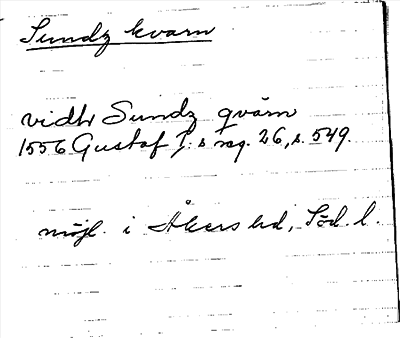 Sundz kvarn
vidh Sundz qvärn
1556 Gustaf I:s reg. 26, s. 549.
möjl. i Åkers hd, Söd. l.